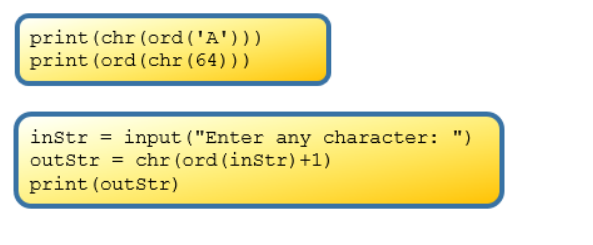 print(chr(ord('A')))
print(ord(chr(64)))
inStr = input("Enter any character: ")
outStr = chr(ord(inStr)+1)
print(outStr)